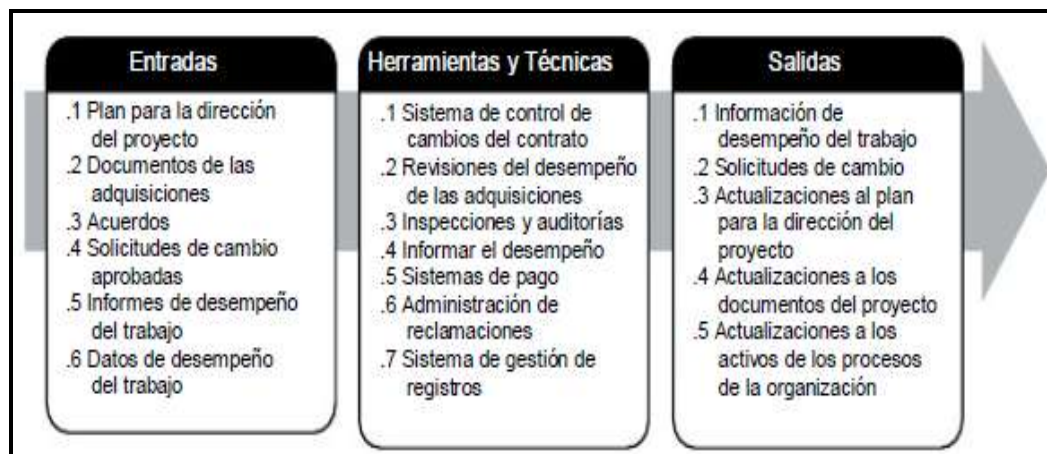 Entradas
.1 Plan para la dirección
del proyecto
.2 Documentos de las
adquisiciones
.3 Acuerdos
.4 Solicitudes de cambio
aprobadas
.5 Informes de desempeño
del trabajo
.6 Datos de desempeño
del trabajo
Herramientas y Técnicas
.1 Sistema de control de
cambios del contrato
.2 Revisiones del desempeño
de las adquisiciones
.3 Inspecciones y auditorías
.4 Informar el desempeño
.5 Sistemas de pago
.6 Administración de
reclamaciones
.7 Sistema de gestión de
registros
Salidas
.1 Información de
desempeño del trabajo
.2 Solicitudes de cambio
.3 Actualizaciones al plan
para la dirección del
proyecto
.4 Actualizaciones a los
documentos del proyecto
.5 Actualizaciones a los
activos de los procesos
de la organización